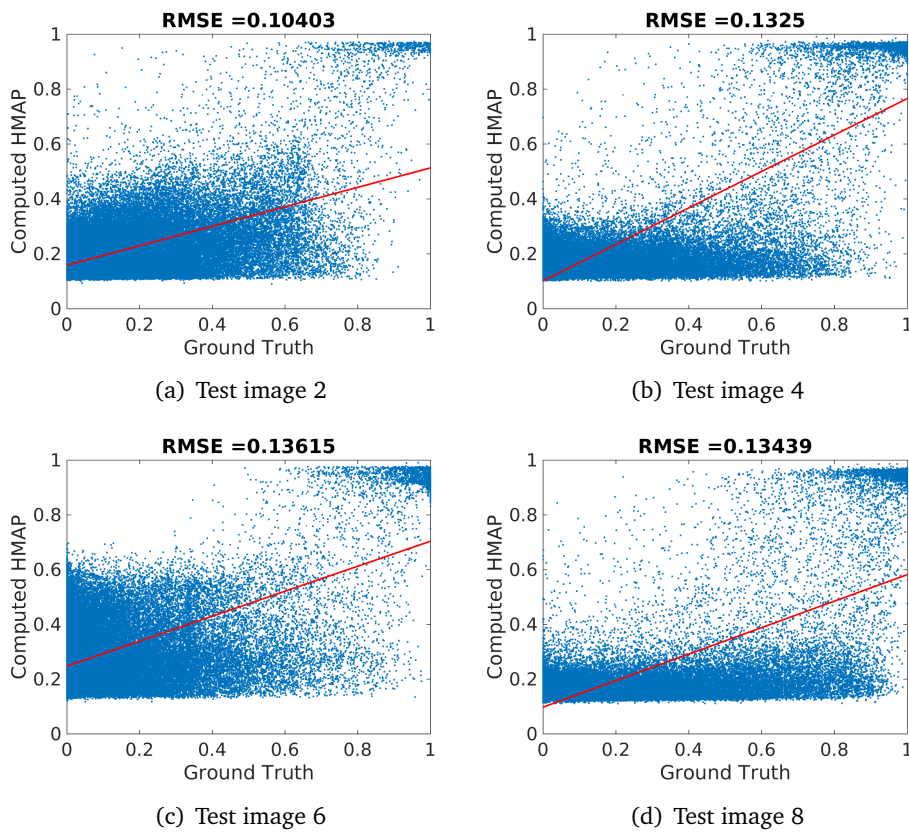 RMSE =0.10403
1
0.8
0.6
0.4
0.2
0
Computed HMAP
0 0.2 0.4 0.6 0.8 1
Ground Truth
(a) Test image 2
RMSE =0.1325
1
0.8
0.6
0.4
0.2
0
Computed HMAP
0 0.2 0.4 0.6 0.8 1
Ground Truth
(b) Test image 4
RMSE =0.13615
1
0.8
0.6
0.4
0.2
0
Computed HMAP
0 0.2 0.4 0.6 0.8 1
Ground Truth
(c) Test image 6
RMSE =0.13439
1
0.8
0.6
0.4
0.2
0
Computed HMAP
0 0.2 0.4 0.6 0.8 1
Ground Truth
(d) Test image 8